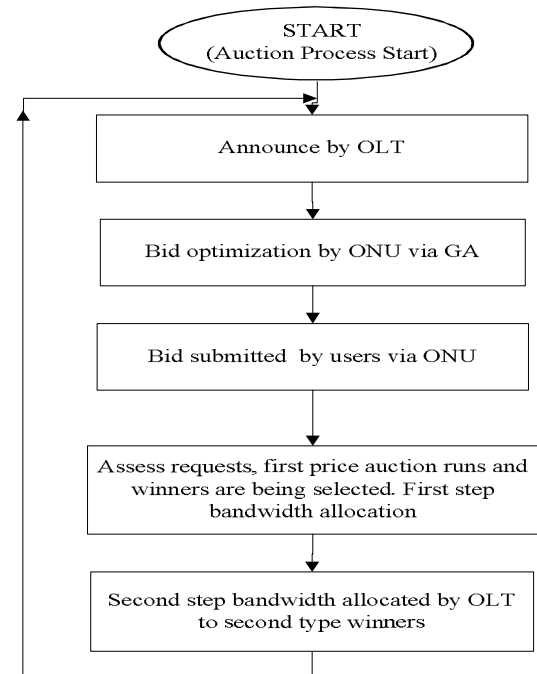 START
(Auction Process Start)
Announce by OLT
Bid optimization by ONU via GA
Bid submitted by users via ONU
Assess requests, first price auction runs and
winners are being selected. First step
bandwidth allocation
Second step bandwidth allocated by OLT
to second type winners